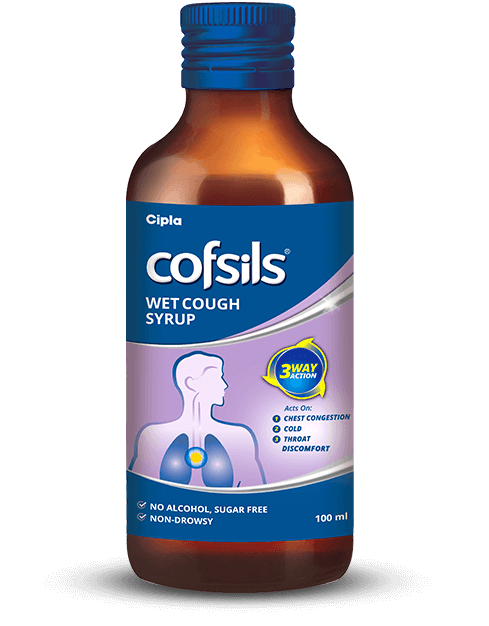 Cipla
cofsils®
WET COUGH
SYRUP
3 WAY
ACTION
Acts On:
1 CHEST CONGESTION
2 COLD
3 THROAT
DISCOMFORT
NO ALCOHOL, SUGAR FREE
NON-DROWSY
100 ml